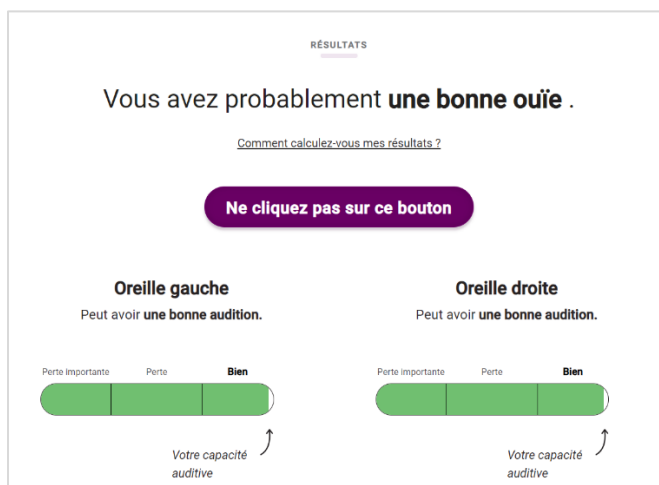 RÉSULTATS
Vous avez probablement une bonne ouïe .
Comment calculez-vous mes résultats ?
Ne cliquez pas sur ce bouton
Oreille gauche
Peut avoir une bonne audition.
Perte importante Perte Bien
Votre capacité
auditive
Oreille droite
Peut avoir une bonne audition.
Perte importante Perte Bien
Votre capacité
auditive